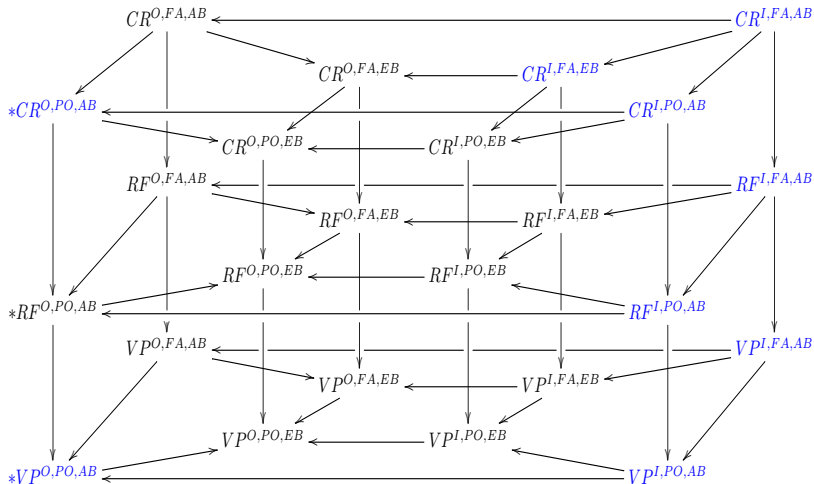 CR^{O,FA,AB} CR^{I,FA,AB}
CR^{O,FA,EB} CR^{I,FA,EB}
*CR^{O,PO,AB} CR^{I,PO,AB}
CR^{O,PO,EB} CR^{I,PO,EB}
RF^{O,FA,AB} RF^{I,FA,AB}
RF^{O,FA,EB} RF^{I,FA,EB}
RF^{O,PO,EB} RF^{I,PO,EB}
*RF^{O,PO,AB} RF^{I,PO,AB}
VP^{O,FA,AB} VP^{I,FA,AB}
VP^{O,FA,EB} VP^{I,FA,EB}
VP^{O,PO,EB} VP^{I,PO,EB}
*VP^{O,PO,AB} VP^{I,PO,AB}